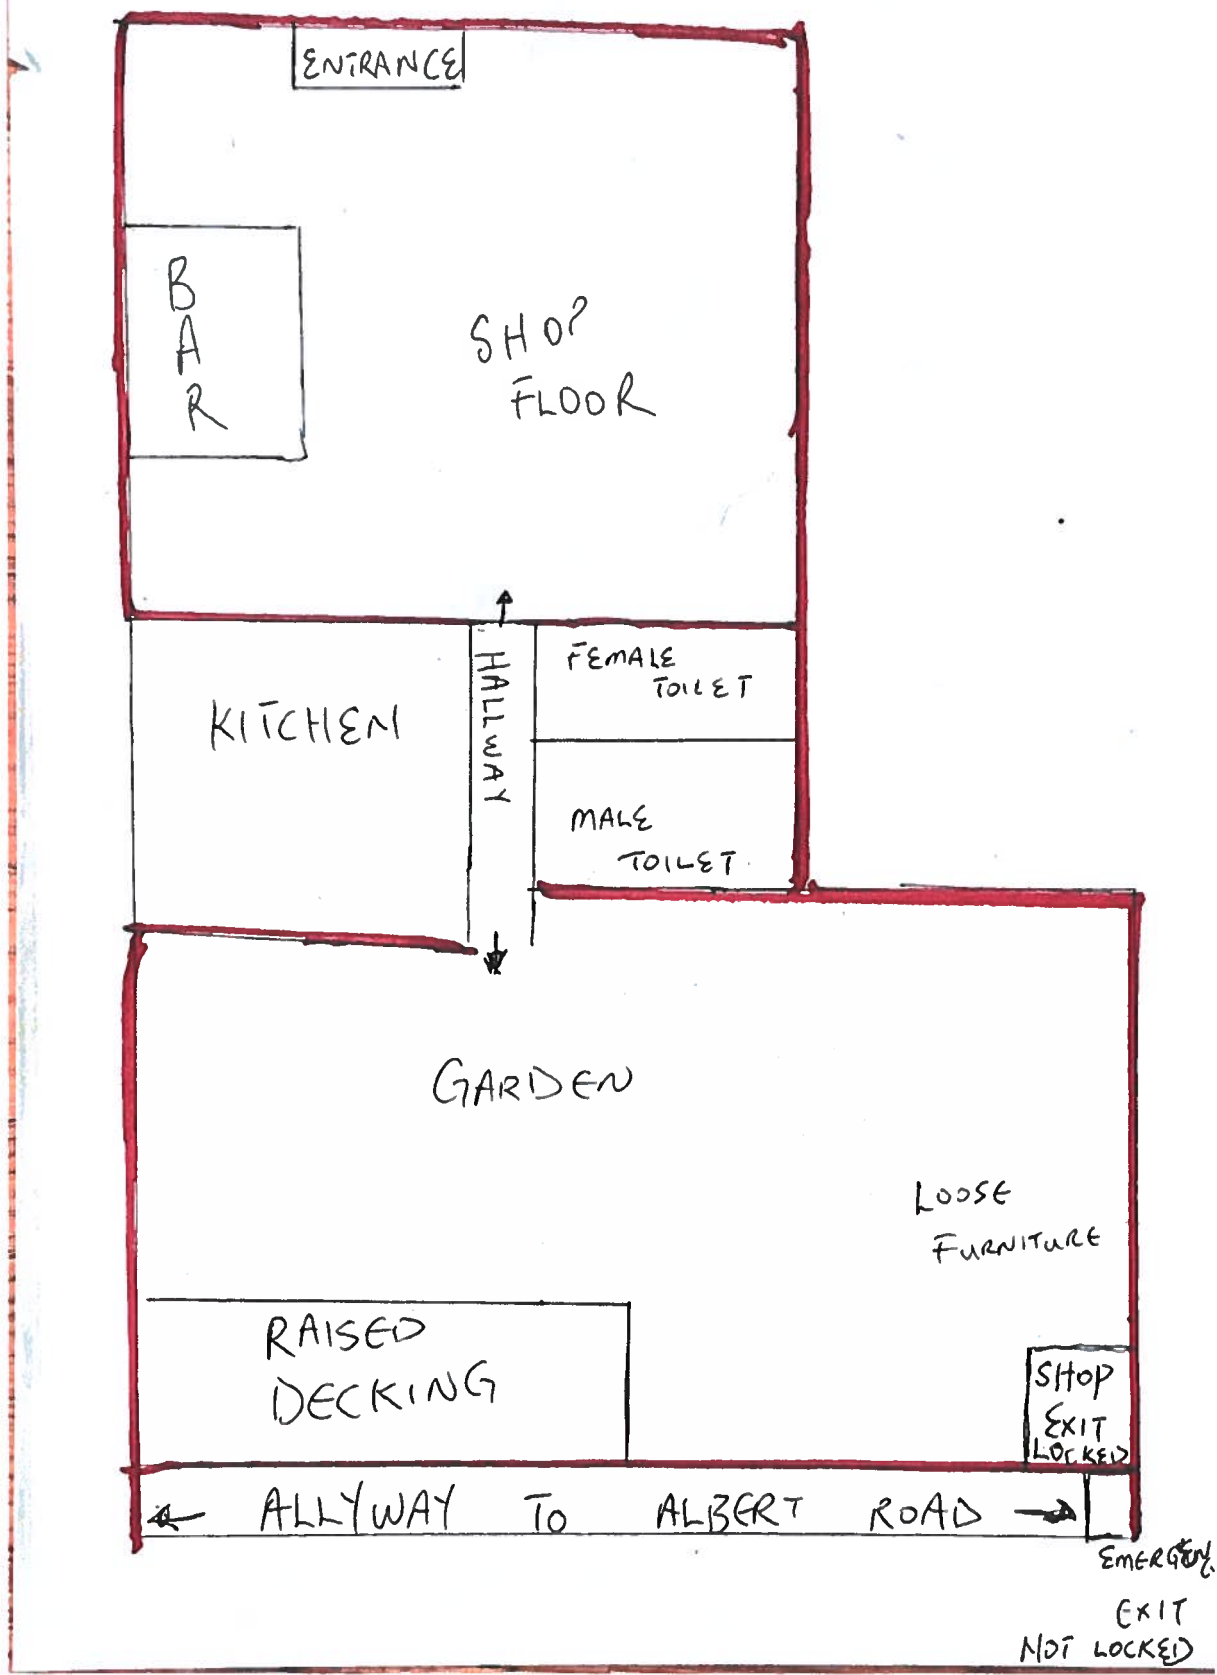 ENTRANCE
BAR
SHOP
FLOOR
HALLWAY
FEMALE
TOILET
KITCHEN
MALE
TOILET.
GARDEN
LOOSE
FURNITURE
RAISED
DECKING
SHOP
EXIT
LOCKED
ALLYWAY TO ALBERT ROAD
EXIT
NOT LOCKED